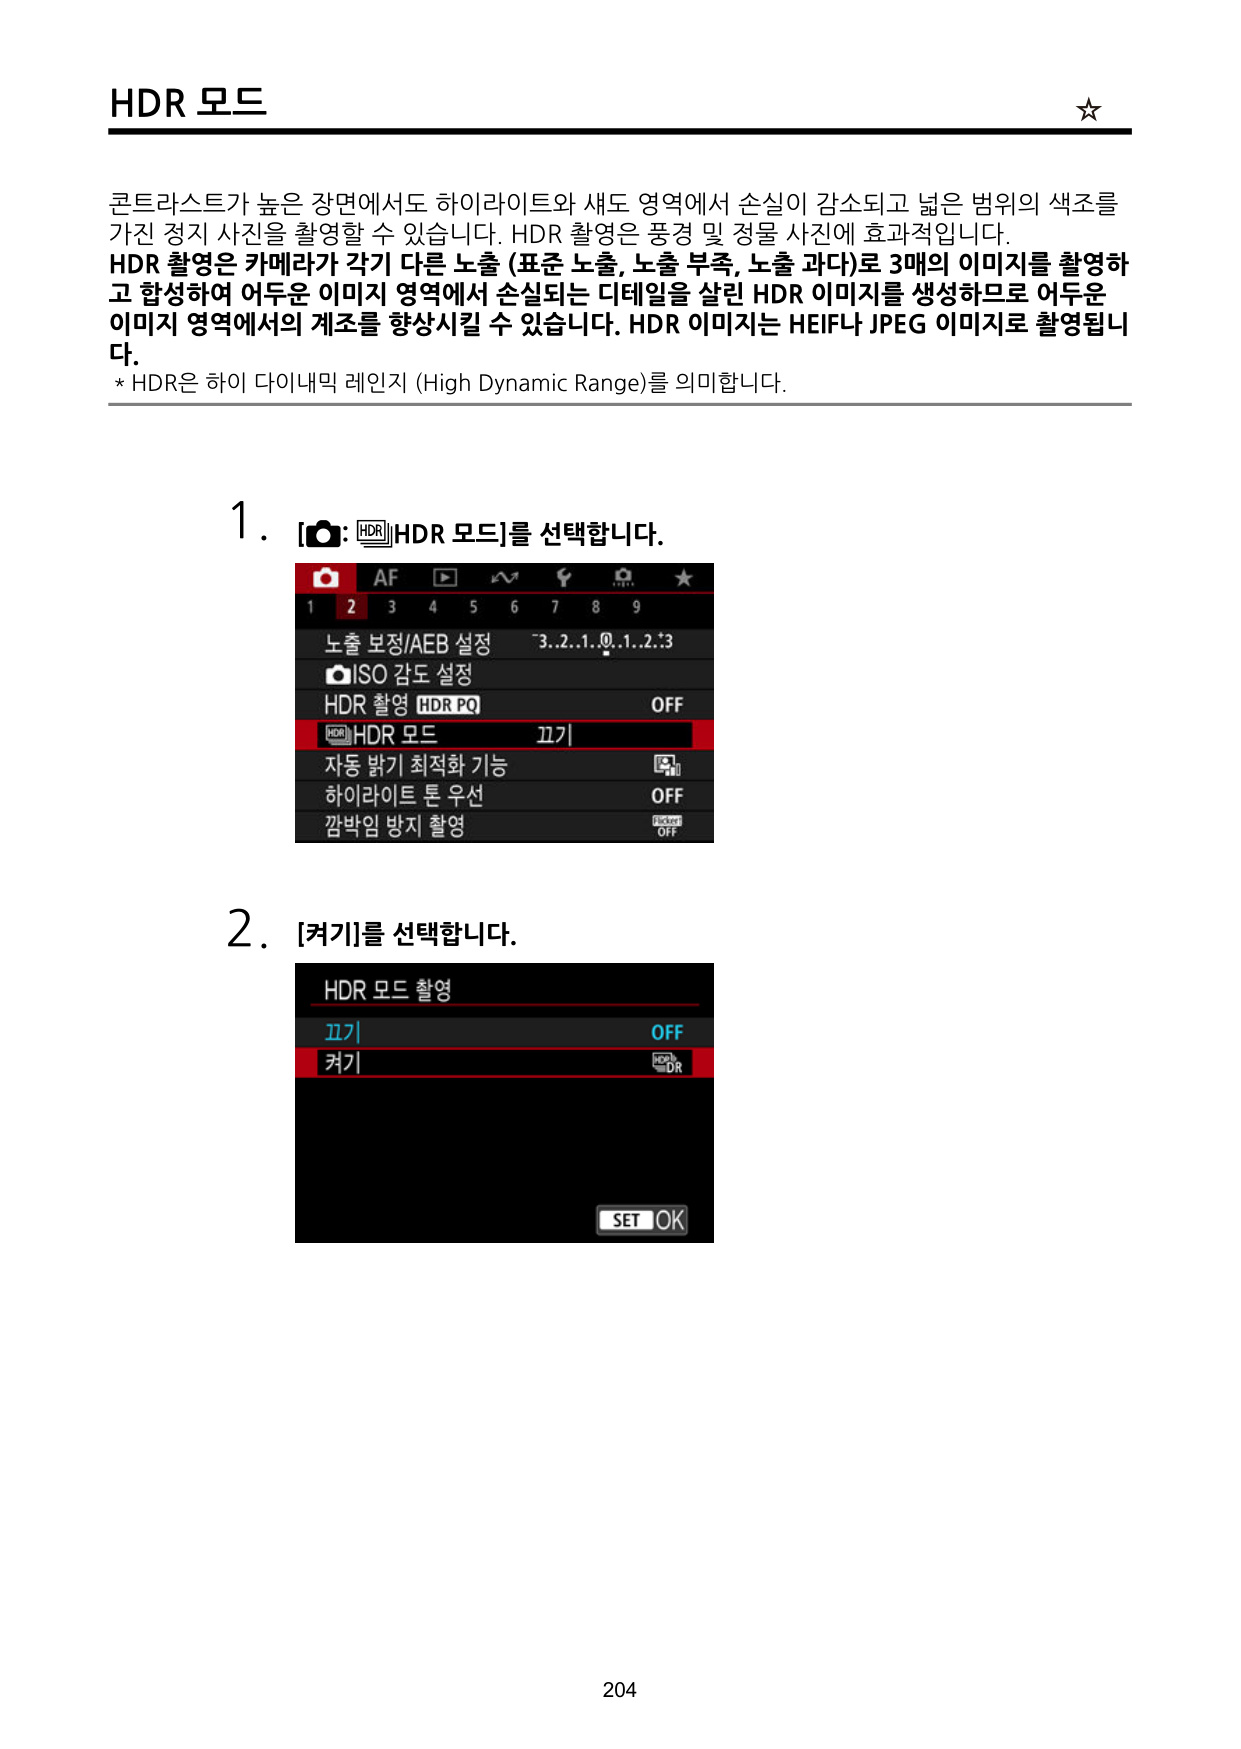 HDR 모드 ☆
콘트라스트가 높은 장면에서도 하이라이트와 섀도 영역에서 손실이 감소되고 넓은 범위의 색조를
가진 정지 사진을 촬영할 수 있습니다. HDR 촬영은 풍경 및 정물 사진에 효과적입니다.
HDR 촬영은 카메라가 각기 다른 노출 (표준 노출, 노출 부족, 노출 과다)로 3매의 이미지를 촬영하
고 합성하여 어두운 이미지 영역에서 손실되는 디테일을 살린 HDR 이미지를 생성하므로 어두운
이미지 영역에서의 계조를 향상시킬 수 있습니다. HDR 이미지는 HEIF나 JPEG 이미지로 촬영됩니
다.
* HDR은 하이 다이내믹 레인지 (High Dynamic Range)를 의미합니다.
1. [: HDR HDR 모드]를 선택합니다.
AF ★
1 2 3 4 5 6 7 8 9
노출 보정/AEB 설정 -3..2..1..0..1..2..+3
ISO 감도 설정
HDR 촬영 HDR PQ OFF
HDR HDR 모드 끄기
자동 밝기 최적화 기능
하이라이트 톤 우선 OFF
깜박임 방지 촬영 Flicker! OFF
2. [켜기]를 선택합니다.
HDR 모드 촬영
끄기 OFF
켜기 HDR DR
SET OK
204